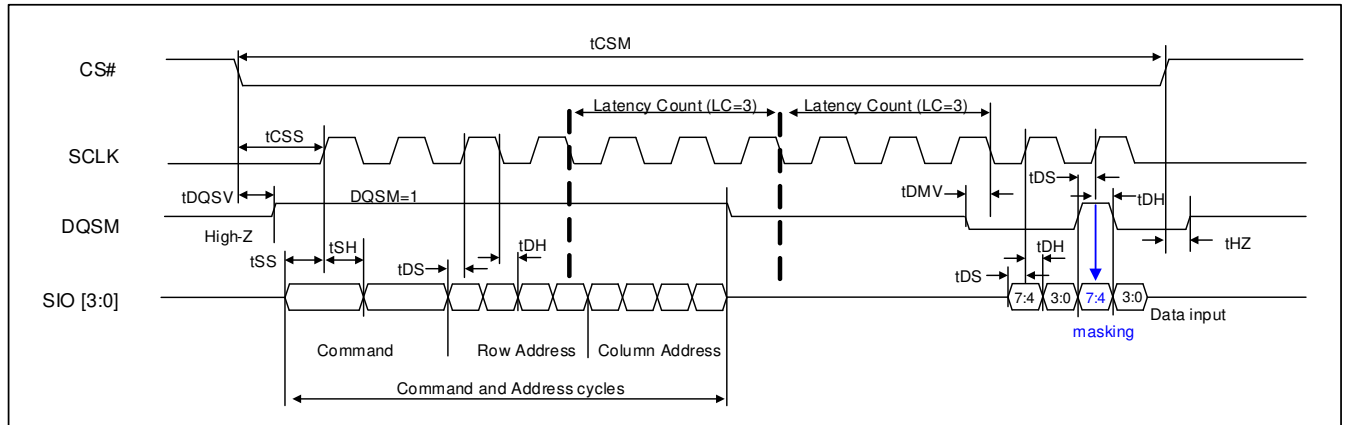 tCSM
CS#
Latency Count (LC=3) Latency Count (LC=3)
tCSS
SCLK
tDS
tDQSV DQSM=1 tDMV tDH
DQSM
High-Z
tSH tDH tHZ
tSS
tDS tDS
SIO [3:0] 7:4 3:0 7:4 3:0
Data input
masking
Command Row Address Column Address
Command and Address cycles